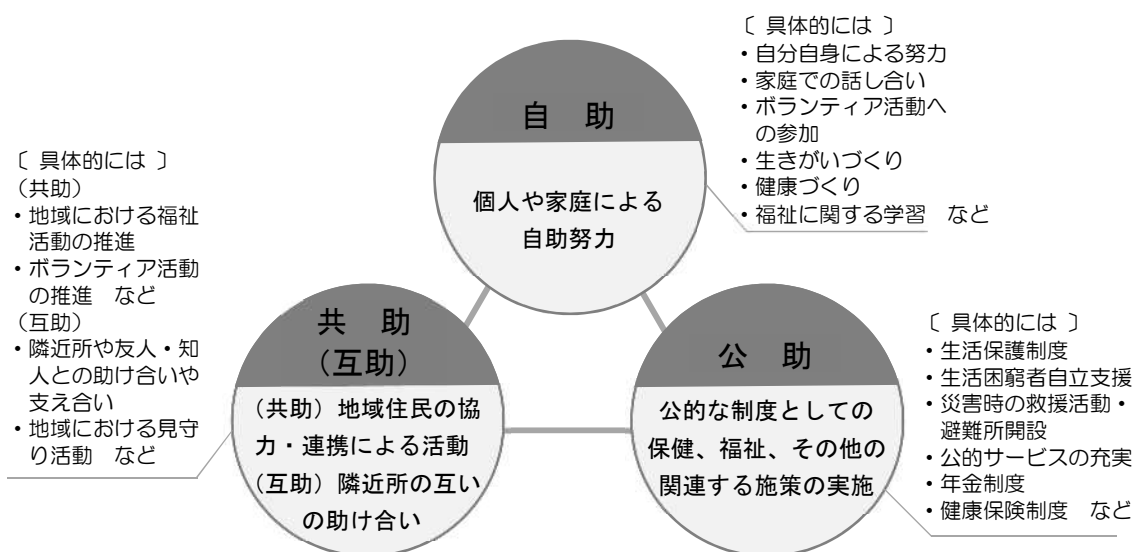 自　助
個人や家庭による
自助努力
〔 具体的には 〕
・自分自身による努力
・家庭での話し合い
・ボランティア活動へ
の参加
・生きがいづくり
・健康づくり
・福祉に関する学習　など
〔 具体的には 〕
（共助）
・地域における福祉
活動の推進
・ボランティア活動
の推進　など
（互助）
・隣近所や友人・知
人との助け合いや
支え合い
・地域における見守
り活動　など
共　助
（互助）
（共助）地域住民の協
力・連携による活動
（互助）隣近所の互い
の助け合い
公　助
公的な制度としての
保健、福祉、その他の
関連する施策の実施
〔 具体的には 〕
・生活保護制度
・生活困窮者自立支援
・災害時の救援活動・
避難所開設
・公的サービスの充実
・年金制度
・健康保険制度　など